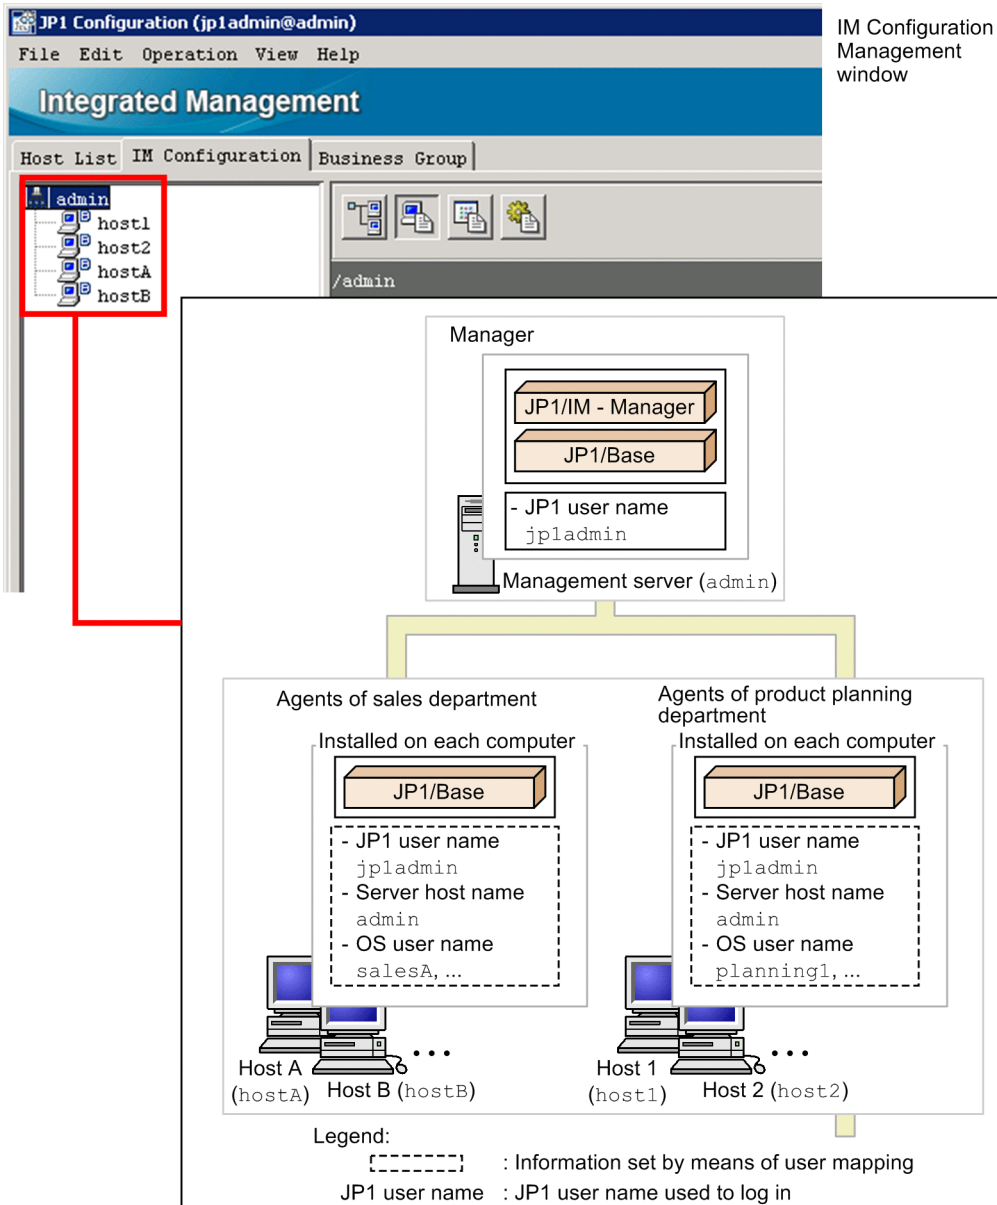 JP1 Configuration (jp1admin@admin)
File Edit Operation View Help
IM Configuration
Management
window
Integrated Management
Host List IM Configuration Business Group
admin
host1
host2
hostA
hostB
/admin
Manager
JP1/IM - Manager
JP1/Base
- JP1 user name
jp1admin
Management server (admin)
Agents of sales department
Installed on each computer
JP1/Base
- JP1 user name
jp1admin
- Server host name
admin
- OS user name
salesA, ...
Host A
(hostA)
Host B (hostB)
...
Agents of product planning
department
Installed on each computer
JP1/Base
- JP1 user name
jp1admin
- Server host name
admin
- OS user name
planning1, ...
Host 1
(host1)
Host 2 (host2)
...
Legend:
: Information set by means of user mapping
JP1 user name : JP1 user name used to log in